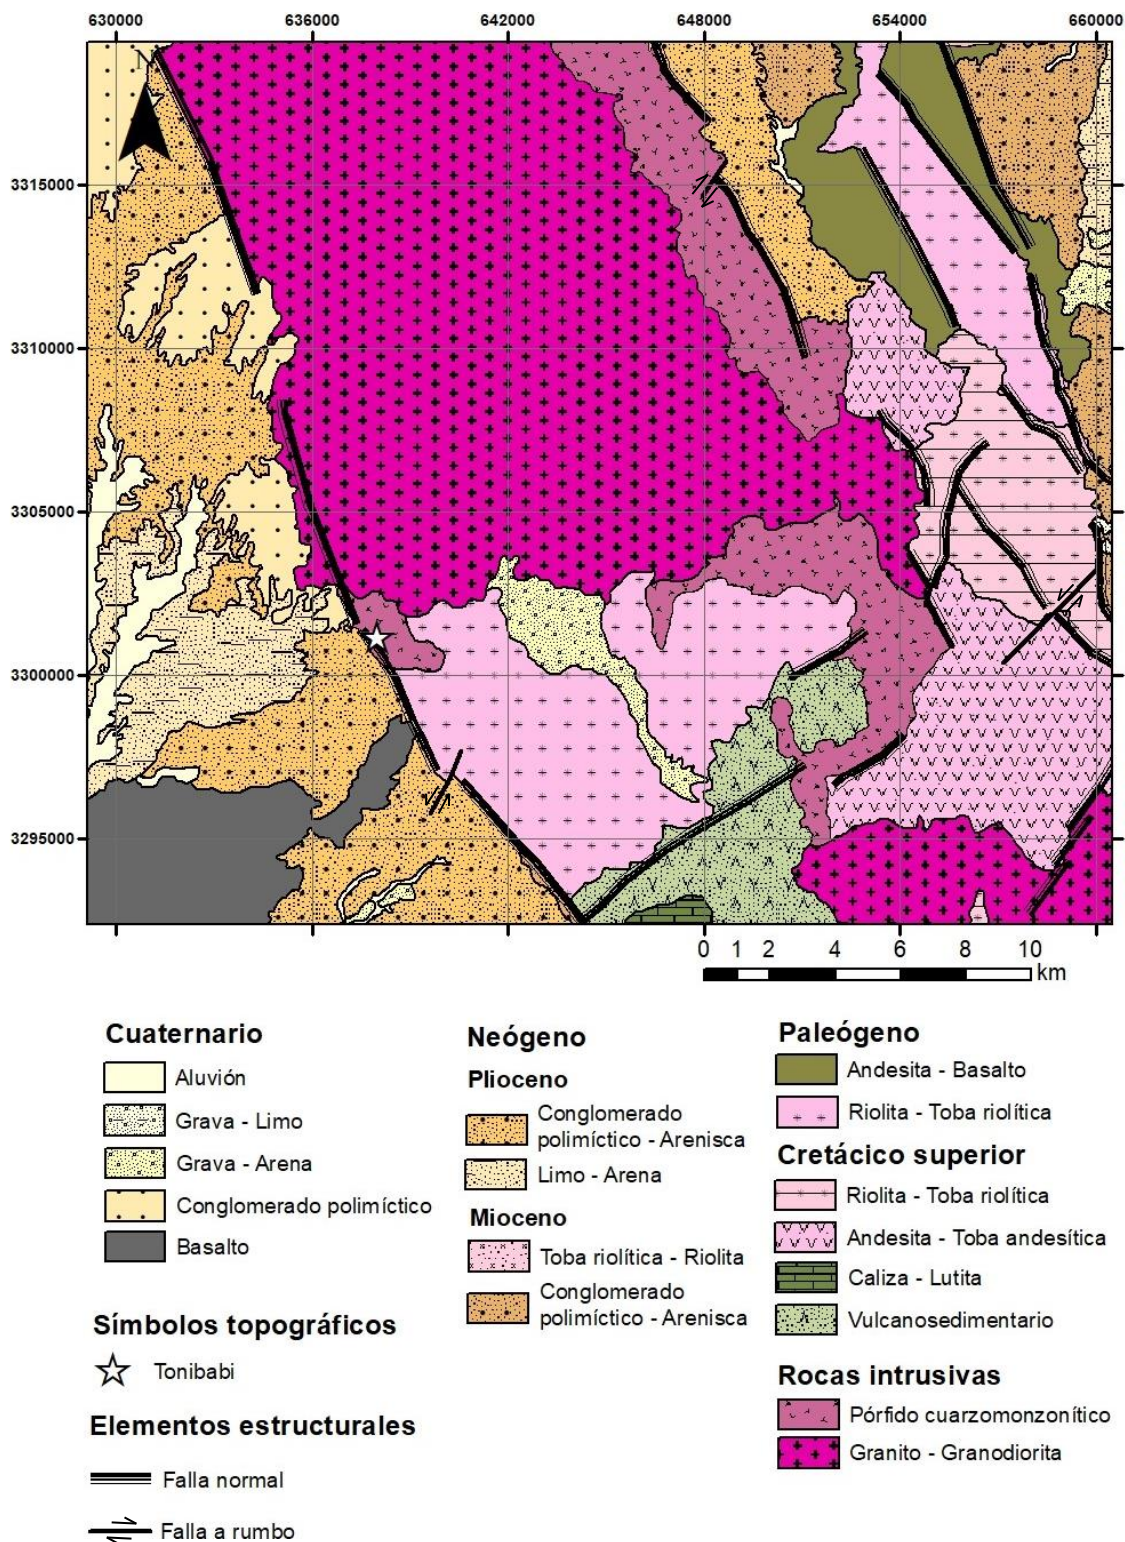 630000 636000 642000 648000 654000 660000
N
3315000
3310000
3305000
3300000
3295000
0 1 2 4 6 8 10
km
Cuaternario
Aluvión
Grava - Limo
Grava - Arena
Conglomerado polimíctico
Basalto
Símbolos topográficos
Tonibabi
Elementos estructurales
Falla normal
Falla a rumbo
Neógeno
Plioceno
Conglomerado
polimíctico - Arenisca
Limo - Arena
Mioceno
Toba riolítica - Riolita
Conglomerado
polimíctico - Arenisca
Paleógeno
Andesita - Basalto
Riolita - Toba riolítica
Cretácico superior
Riolita - Toba riolítica
Andesita - Toba andesítica
Caliza - Lutita
Vulcanosedimentario
Rocas intrusivas
Pórfido cuarzomonzonítico
Granito - Granodiorita